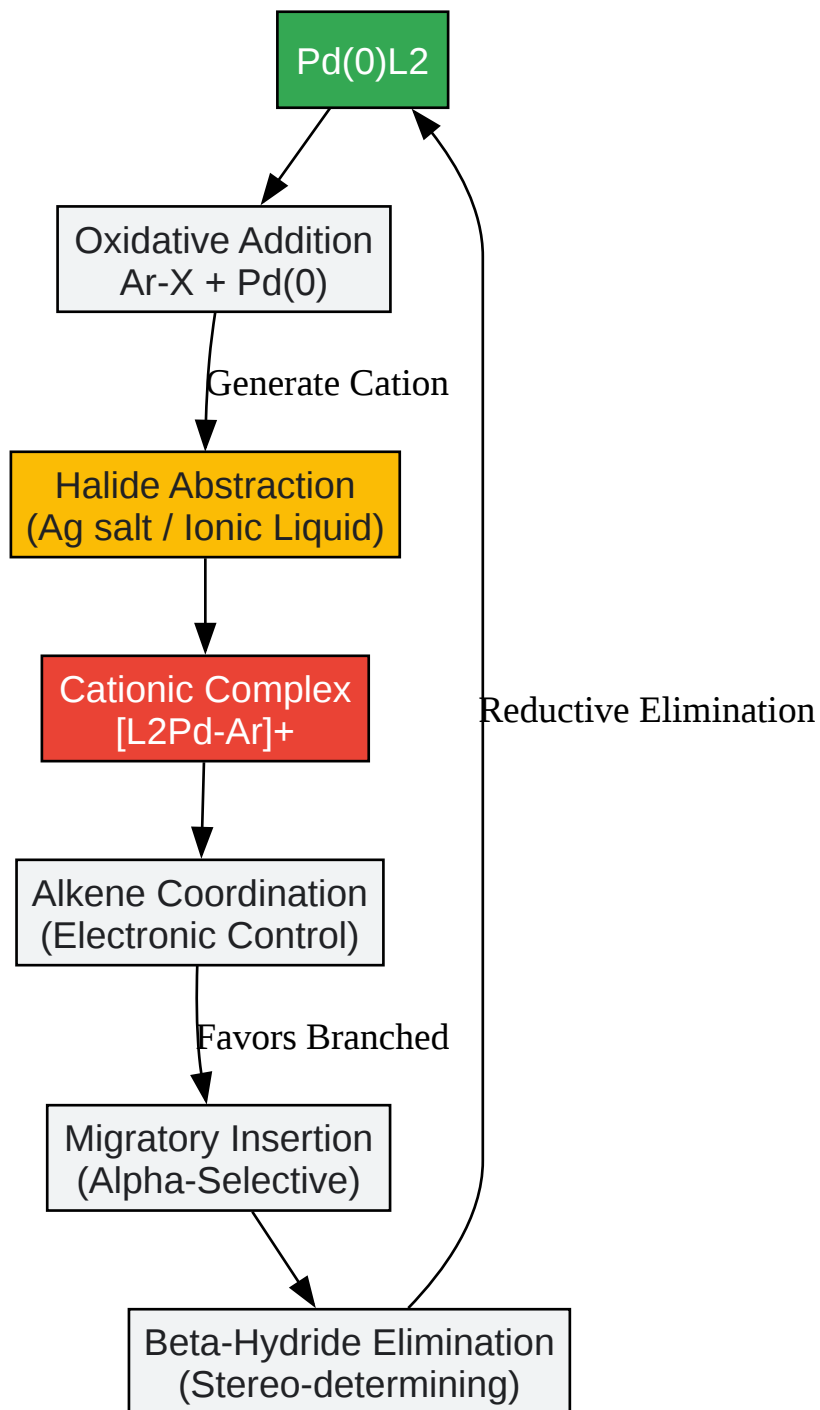 Pd(0)L2
Oxidative Addition
Ar-X + Pd(0)
Generate Cation
Halide Abstraction
(Ag salt / Ionic Liquid)
Cationic Complex
[L2Pd-Ar]+
Reductive Elimination
Alkene Coordination
(Electronic Control)
Favors Branched
Migratory Insertion
(Alpha-Selective)
Beta-Hydride Elimination
(Stereo-determining)